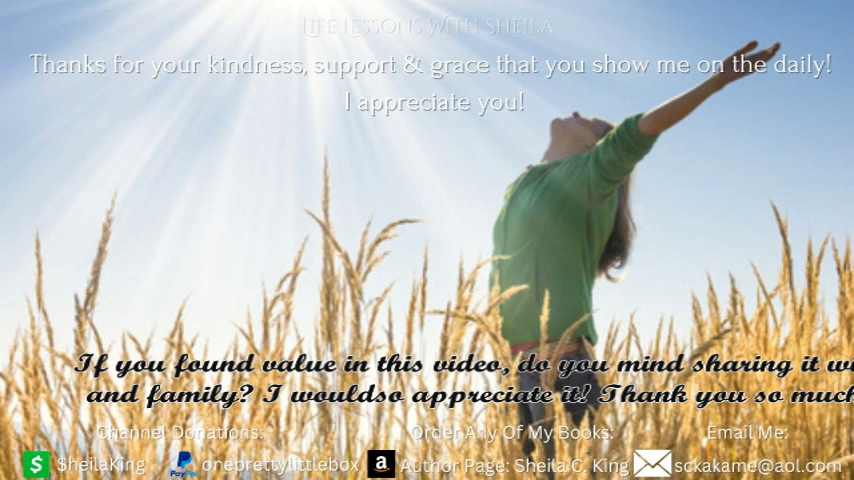 Life Lessons With Sheila
Thanks for your kindness, support & grace that you show me on the daily!
I appreciate you!
If you found value in this video, do you mind sharing it
and family? I wouldso appreciate it! Thank you so much
Channel Donations: Order Any Of My Books: Email Me:
$ $heilaKing PayPal onebrettylittlebox a Author Page: Sheila C. King sckakame@aol.com